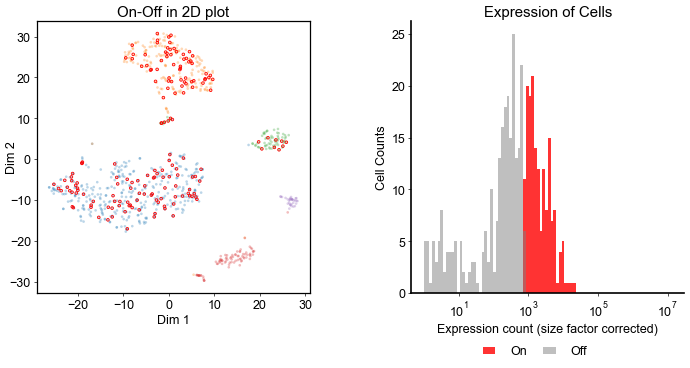 On-Off in 2D plot
30
20
10
0
−10
−20
−30
Dim 2
−20
−10
0
10
20
30
Dim 1
Expression of Cells
25
20
15
10
5
0
Cell Counts
10^1
10^3
10^5
10^7
Expression count (size factor corrected)
On
Off